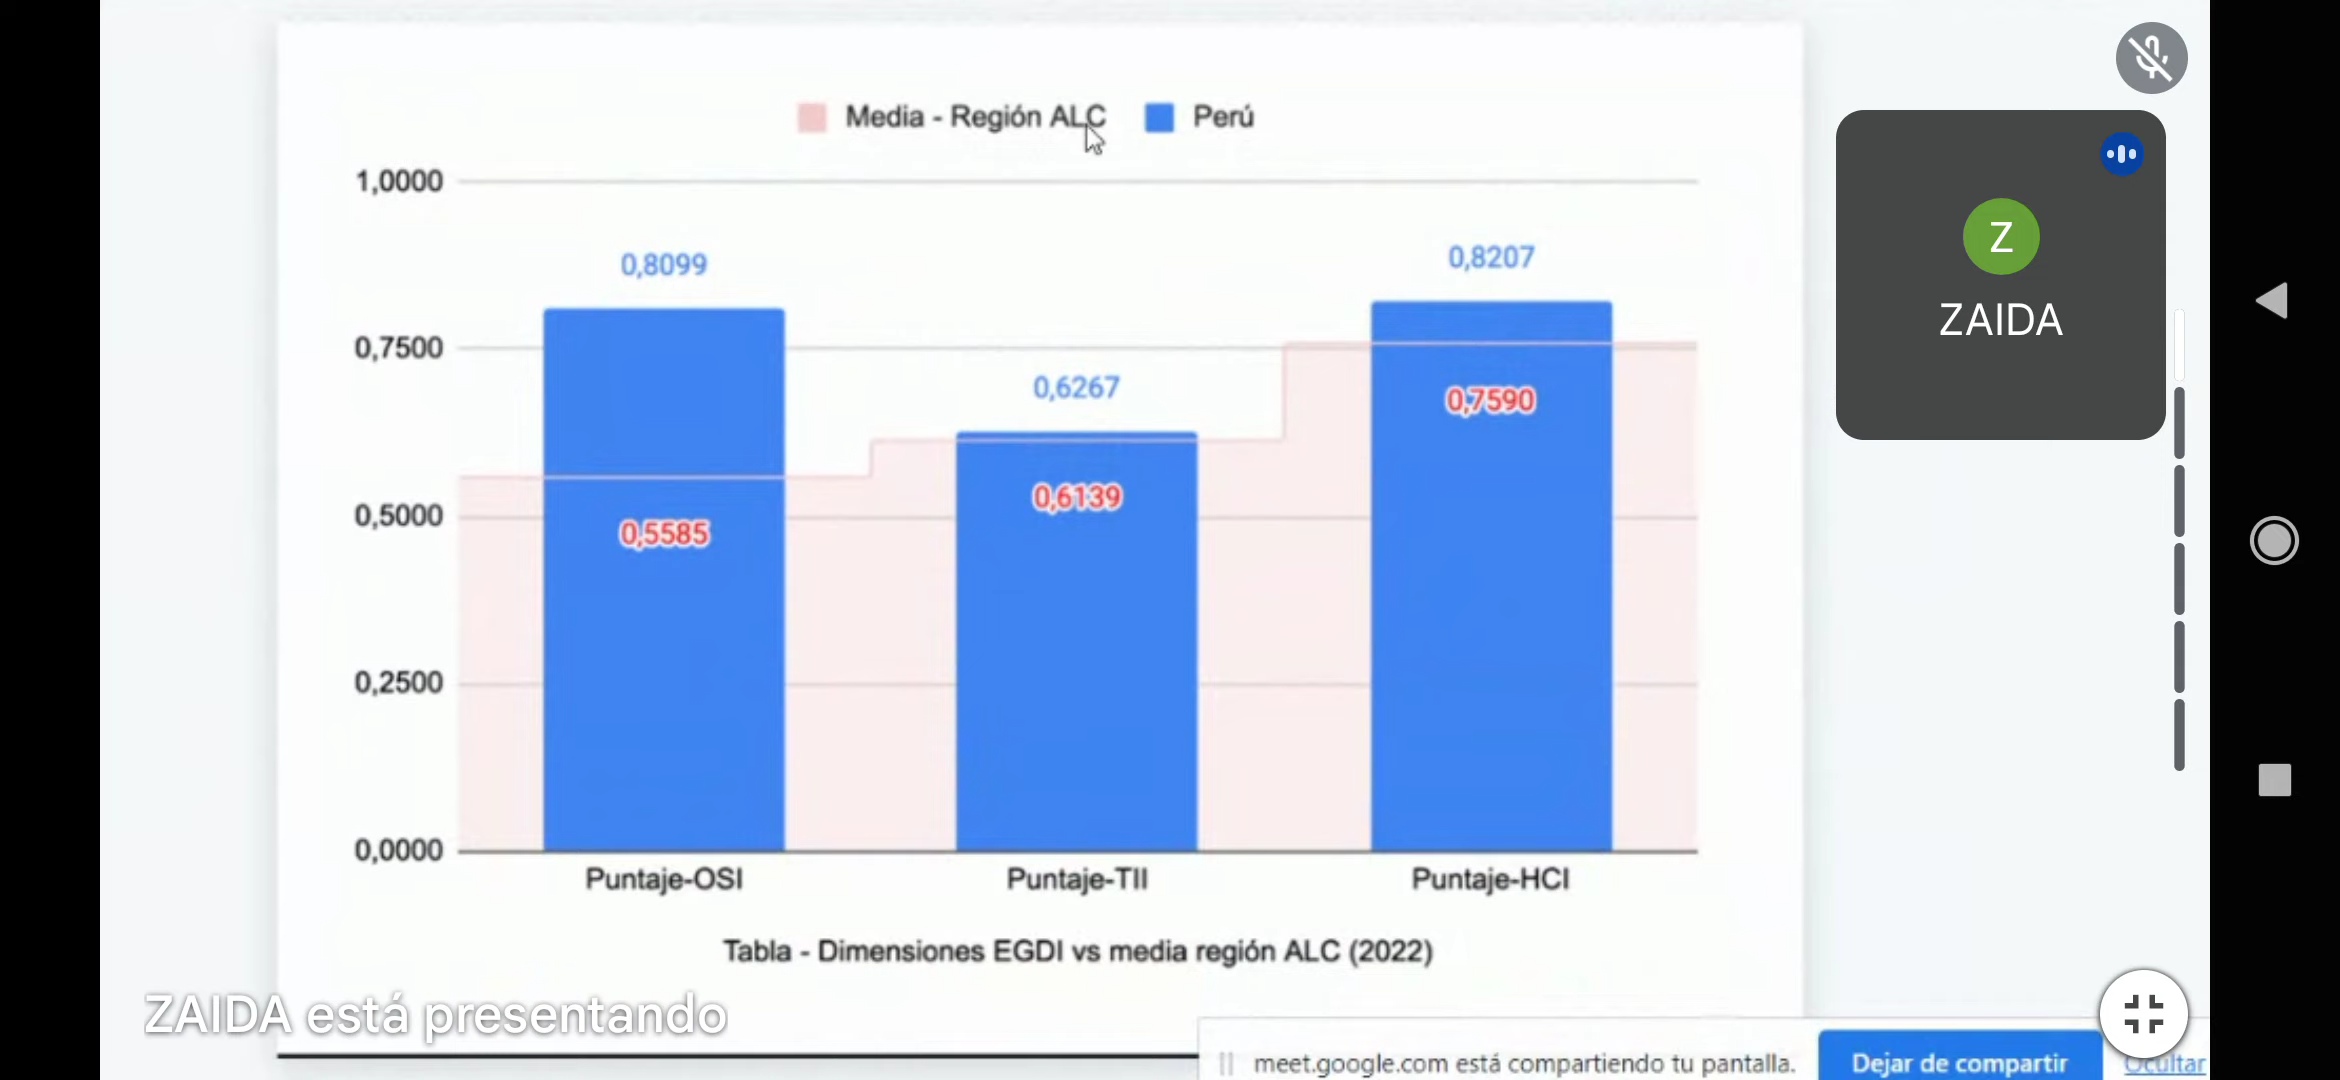 Media - Región ALC Perú
1,0000
0,8099
0,8207
0,7500
0,6267
0,7590
0,6139
0,5000
0,5585
0,2500
0,0000
Puntaje-OSI Puntaje-TII Puntaje-HCI
Tabla - Dimensiones EGDI vs media región ALC (2022)
Z
ZAIDA
ZAIDA está presentando
meet.google.com está compartiendo tu pantalla.
Dejar de compartir
Ocultar